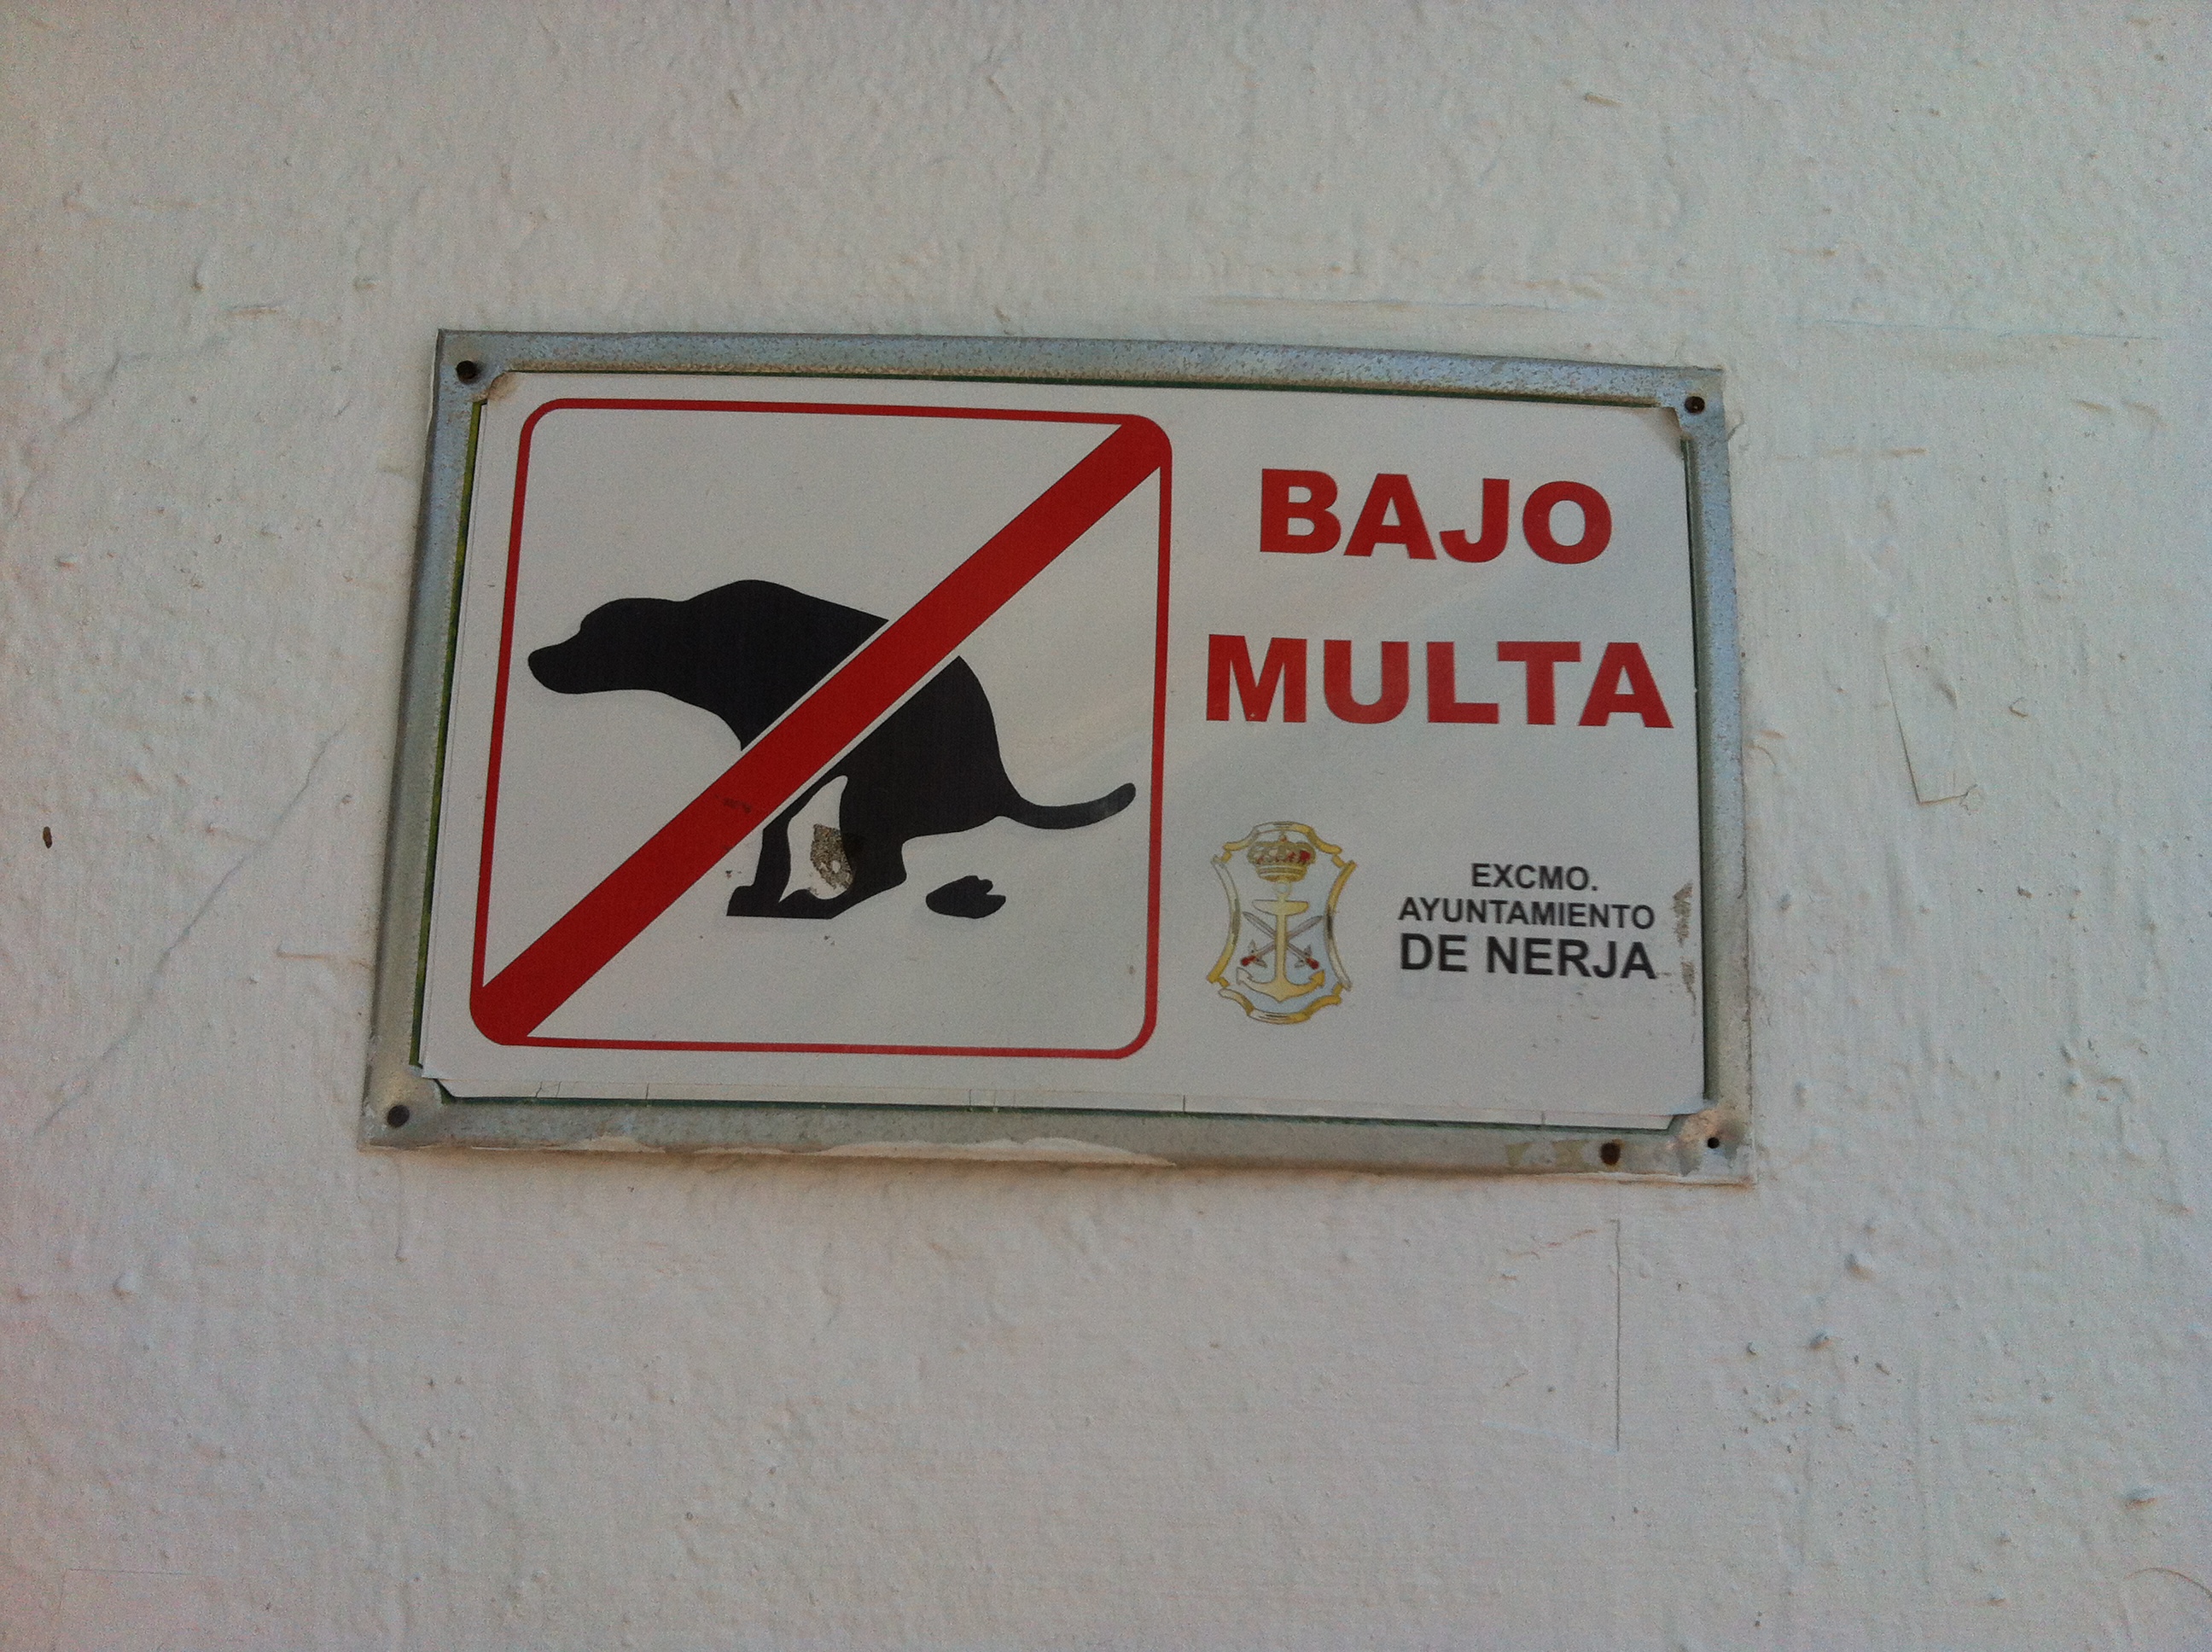 BAJO
MULTA
EXCMO.
AYUNTAMIENTO
DE NERJA